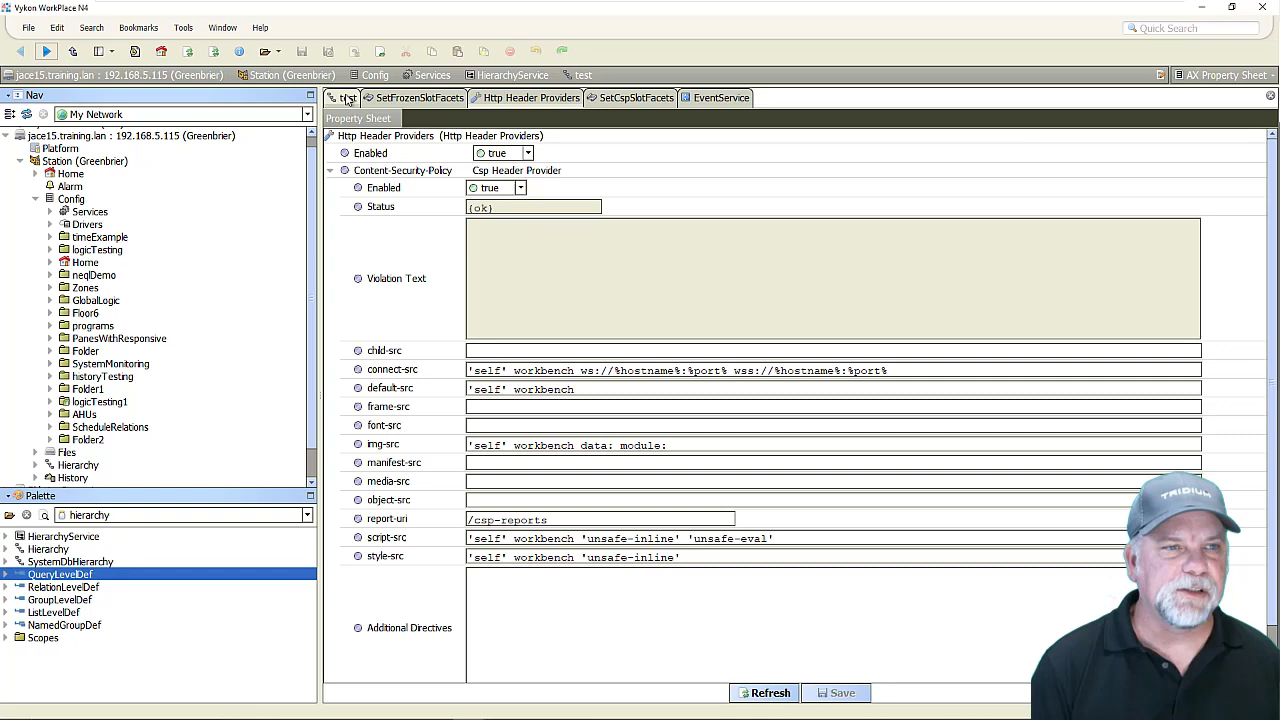 Vykon WorkPlace N4
File Edit Search Bookmarks Tools Window Help
Quick Search
jace15.training.lan : 192.168.5.115 (Greenbrier) Station (Greenbrier) Config Services HierarchyService test
AX Property Sheet
Nav
My Network
jace15.training.lan : 192.168.5.115 (Greenbrier)
Platform
Station (Greenbrier)
Home
Alarm
Config
Services
Drivers
timeExample
logicTesting
Home
neqlDemo
Zones
GlobalLogic
Floor6
programs
PanesWithResponsive
Folder
SystemMonitoring
historyTesting
Folder1
logicTesting1
AHUs
ScheduleRelations
Folder2
Files
Hierarchy
History
Palette
hierarchy
HierarchyService
Hierarchy
SystemDbHierarchy
QueryLevelDef
RelationLevelDef
GroupLevelDef
ListLevelDef
NamedGroupDef
Scopes
test SetFrozenSlotFacets Http Header Providers SetCspSlotFacets EventService
Property Sheet
Http Header Providers (Http Header Providers)
Enabled true
Content-Security-Policy Csp Header Provider
Enabled true
Status {ok}
Violation Text
child-src
connect-src 'self' workbench ws://%hostname%:%port% wss://%hostname%:%port%
default-src 'self' workbench
frame-src
font-src
img-src 'self' workbench data: module:
manifest-src
media-src
object-src
report-uri /csp-reports
script-src 'self' workbench 'unsafe-inline' 'unsafe-eval'
style-src 'self' workbench 'unsafe-inline'
Additional Directives
Refresh Save
TRIDIUM